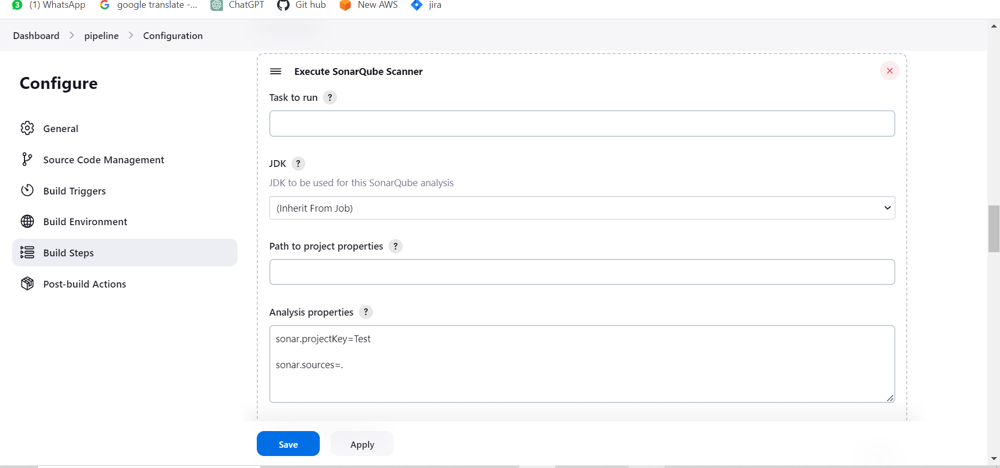 3 (1) WhatsApp google translate -... ChatGPT Git hub New AWS jira
Dashboard pipeline Configuration
Configure
General
Source Code Management
Build Triggers
Build Environment
Build Steps
Post-build Actions
Execute SonarQube Scanner
Task to run ?
JDK ?
JDK to be used for this SonarQube analysis
(Inherit From Job)
Path to project properties ?
Analysis properties ?
sonar.projectKey=Test
sonar.sources=.
Save Apply